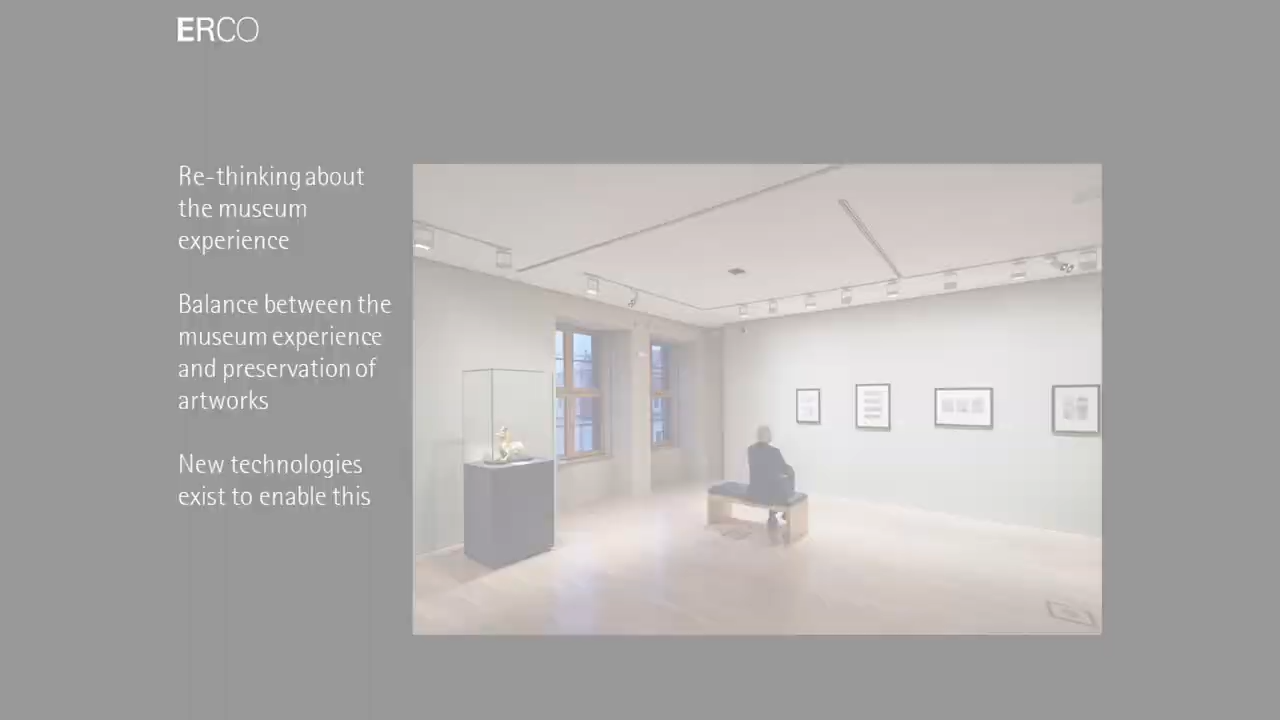 ERCO
Re-thinking about
the museum
experience
Balance between the
museum experience
and preservation of
artworks
New technologies
exist to enable this